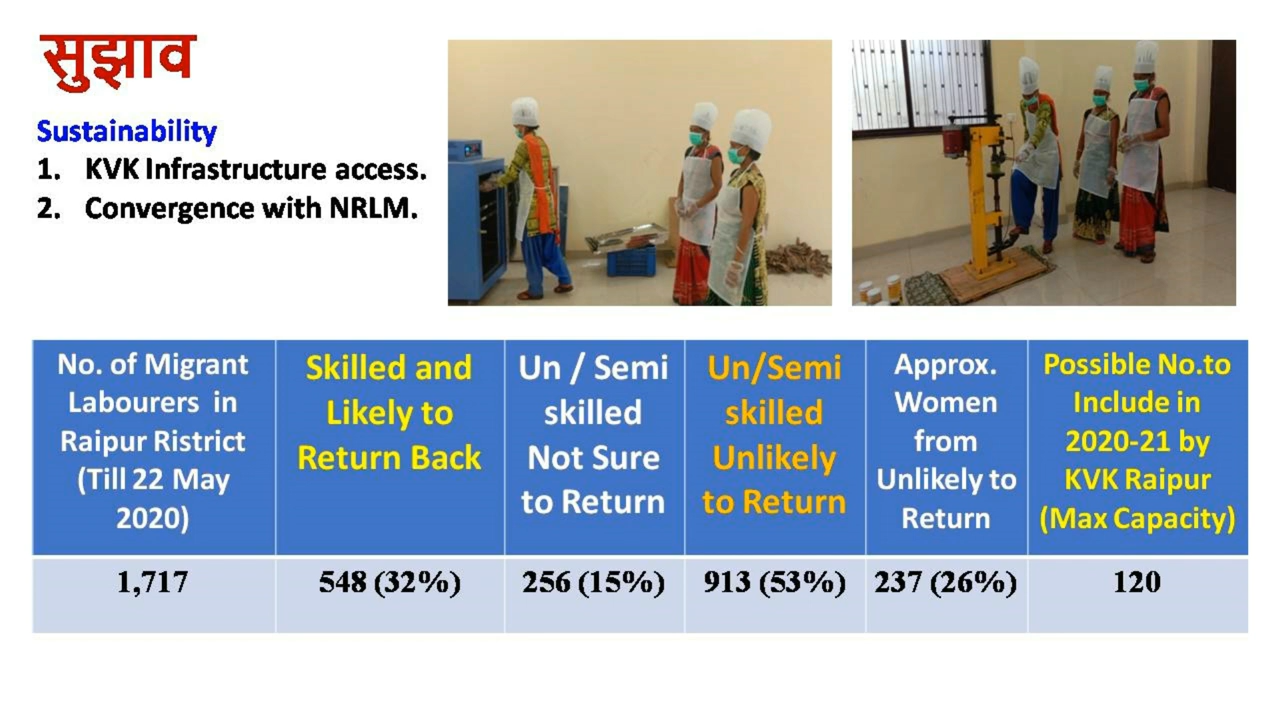 सुझाव
Sustainability
1. KVK Infrastructure access.
2. Convergence with NRLM.
No. of Migrant
Labourers in
Raipur Ristrict
(Till 22 May
2020)
Skilled and
Likely to
Return Back
Un / Semi
skilled
Not Sure
to Return
Un/Semi
skilled
Unlikely
to Return
Approx.
Women
from
Unlikely to
Return
Possible No.to
Include in
2020-21 by
KVK Raipur
(Max Capacity)
1,717
548 (32%)
256 (15%)
913 (53%)
237 (26%)
120